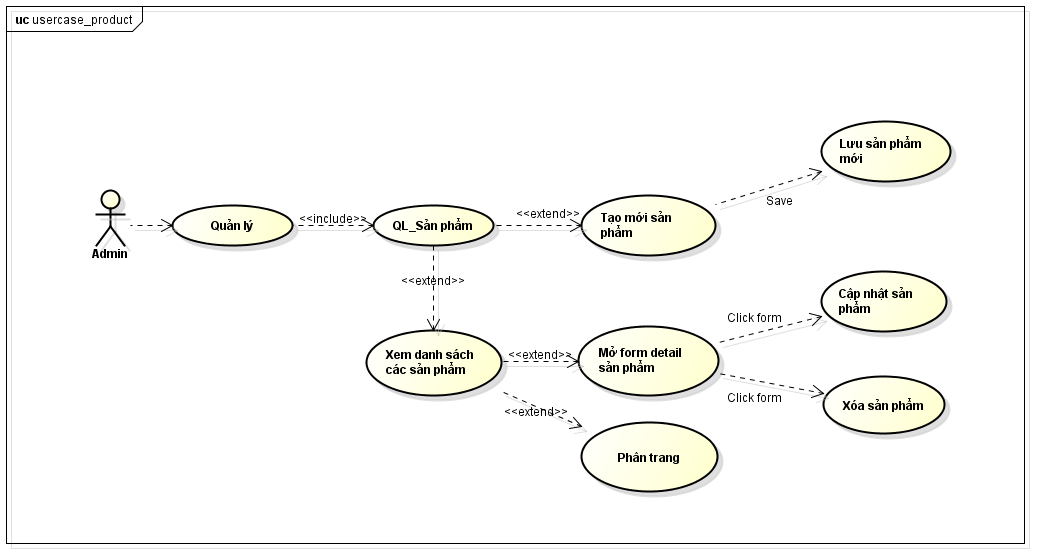 uc usercase_product
Lưu sản phẩm
mới
Save
Admin
Quản lý
<<include>>
QL_Sản phẩm
<<extend>>
Tạo mới sản
phẩm
<<extend>>
Xem danh sách
các sản phẩm
<<extend>>
Mở form detail
sản phẩm
Click form
Cập nhật sản
phẩm
Click form
Xóa sản phẩm
<<extend>>
Phân trang